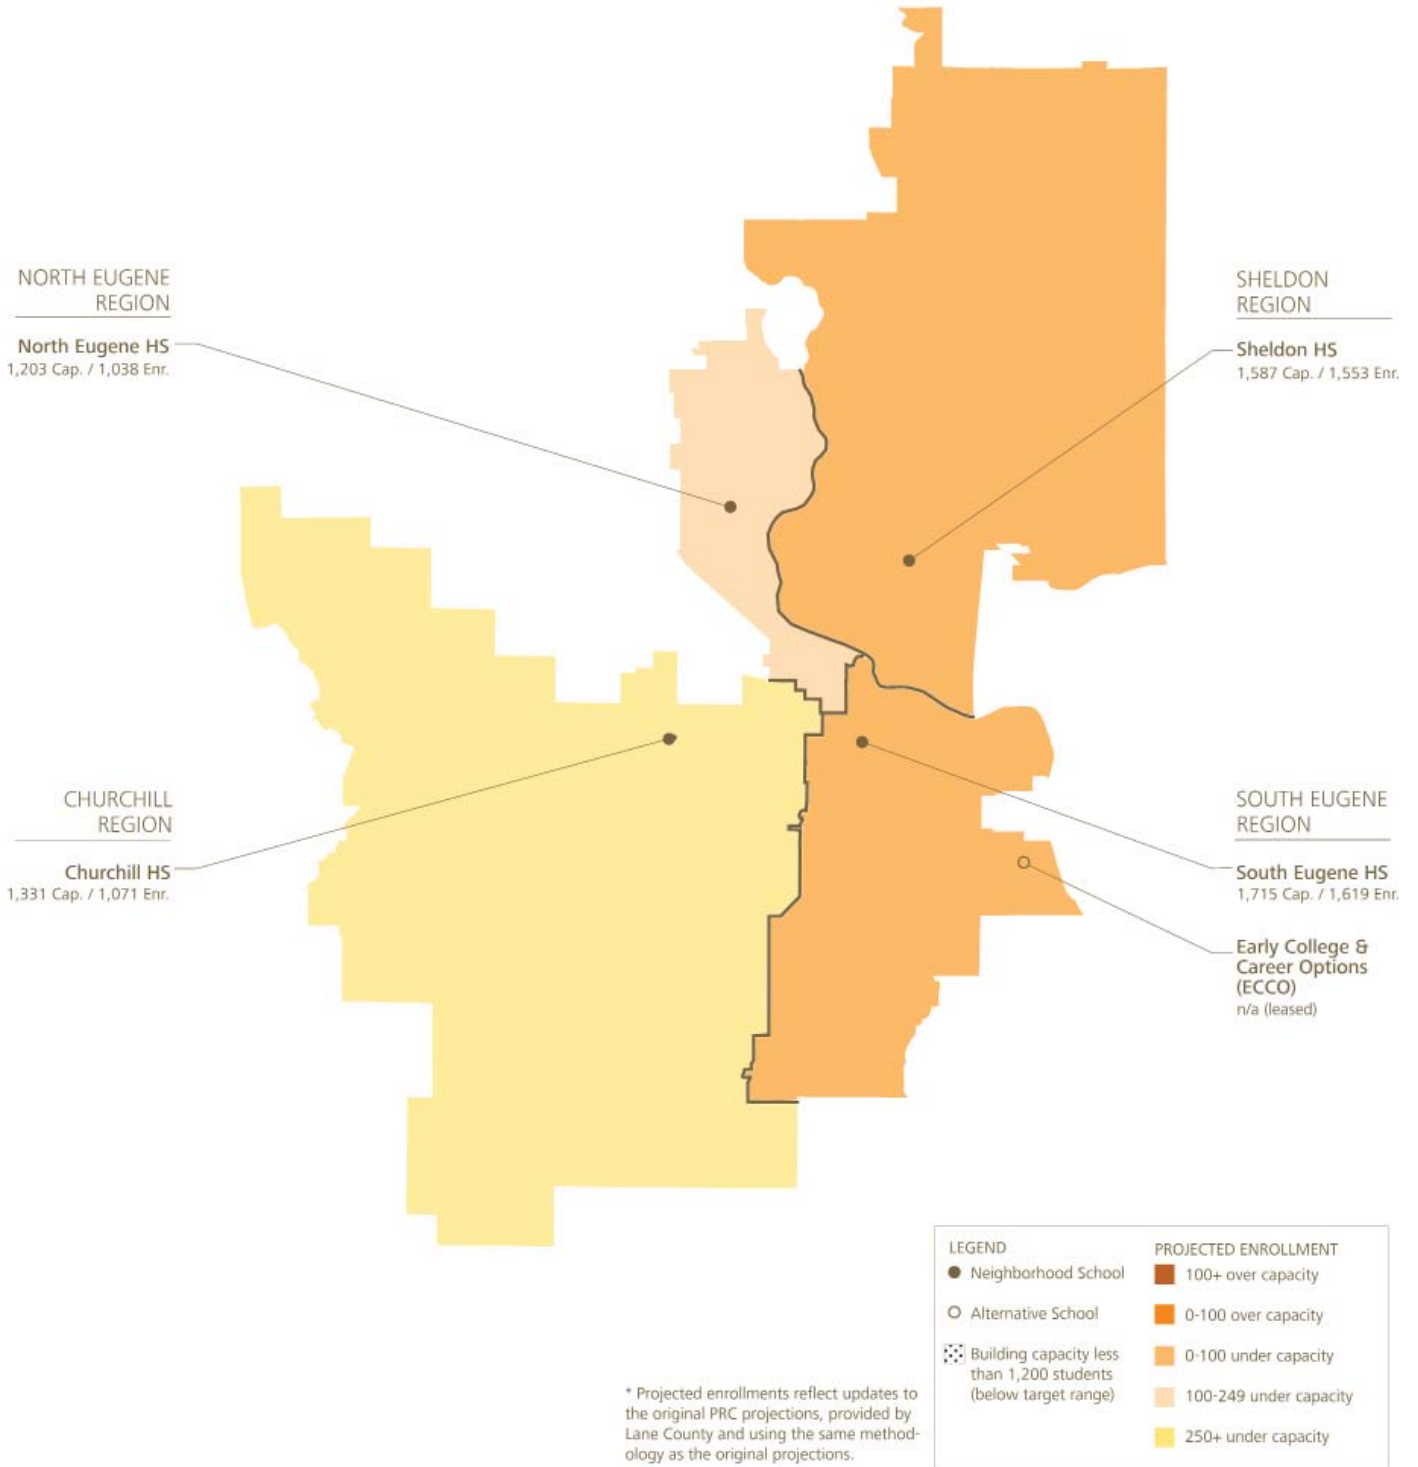 NORTH EUGENE
REGION
North Eugene HS
1,203 Cap. / 1,038 Enr.
SHELDON
REGION
Sheldon HS
1,587 Cap. / 1,553 Enr.
CHURCHILL
REGION
Churchill HS
1,331 Cap. / 1,071 Enr.
SOUTH EUGENE
REGION
South Eugene HS
1,715 Cap. / 1,619 Enr.
Early College &
Career Options
(ECCO)
n/a (leased)
LEGEND
Neighborhood School
Alternative School
Building capacity less
than 1,200 students
(below target range)
PROJECTED ENROLLMENT
100+ over capacity
0-100 over capacity
0-100 under capacity
100-249 under capacity
250+ under capacity
* Projected enrollments reflect updates to
the original PRC projections, provided by
Lane County and using the same method-
ology as the original projections.